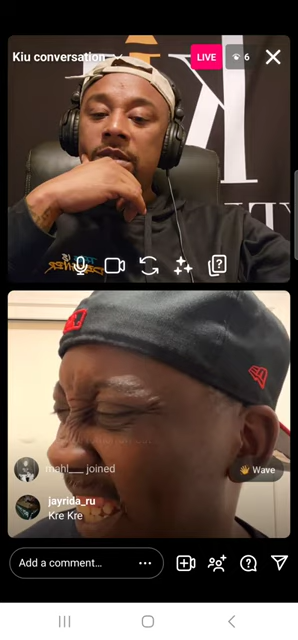 Kiu conversation
LIVE
6
mahl___ joined
👋 Wave
jayrida_ru
Kre Kre
Add a comment...